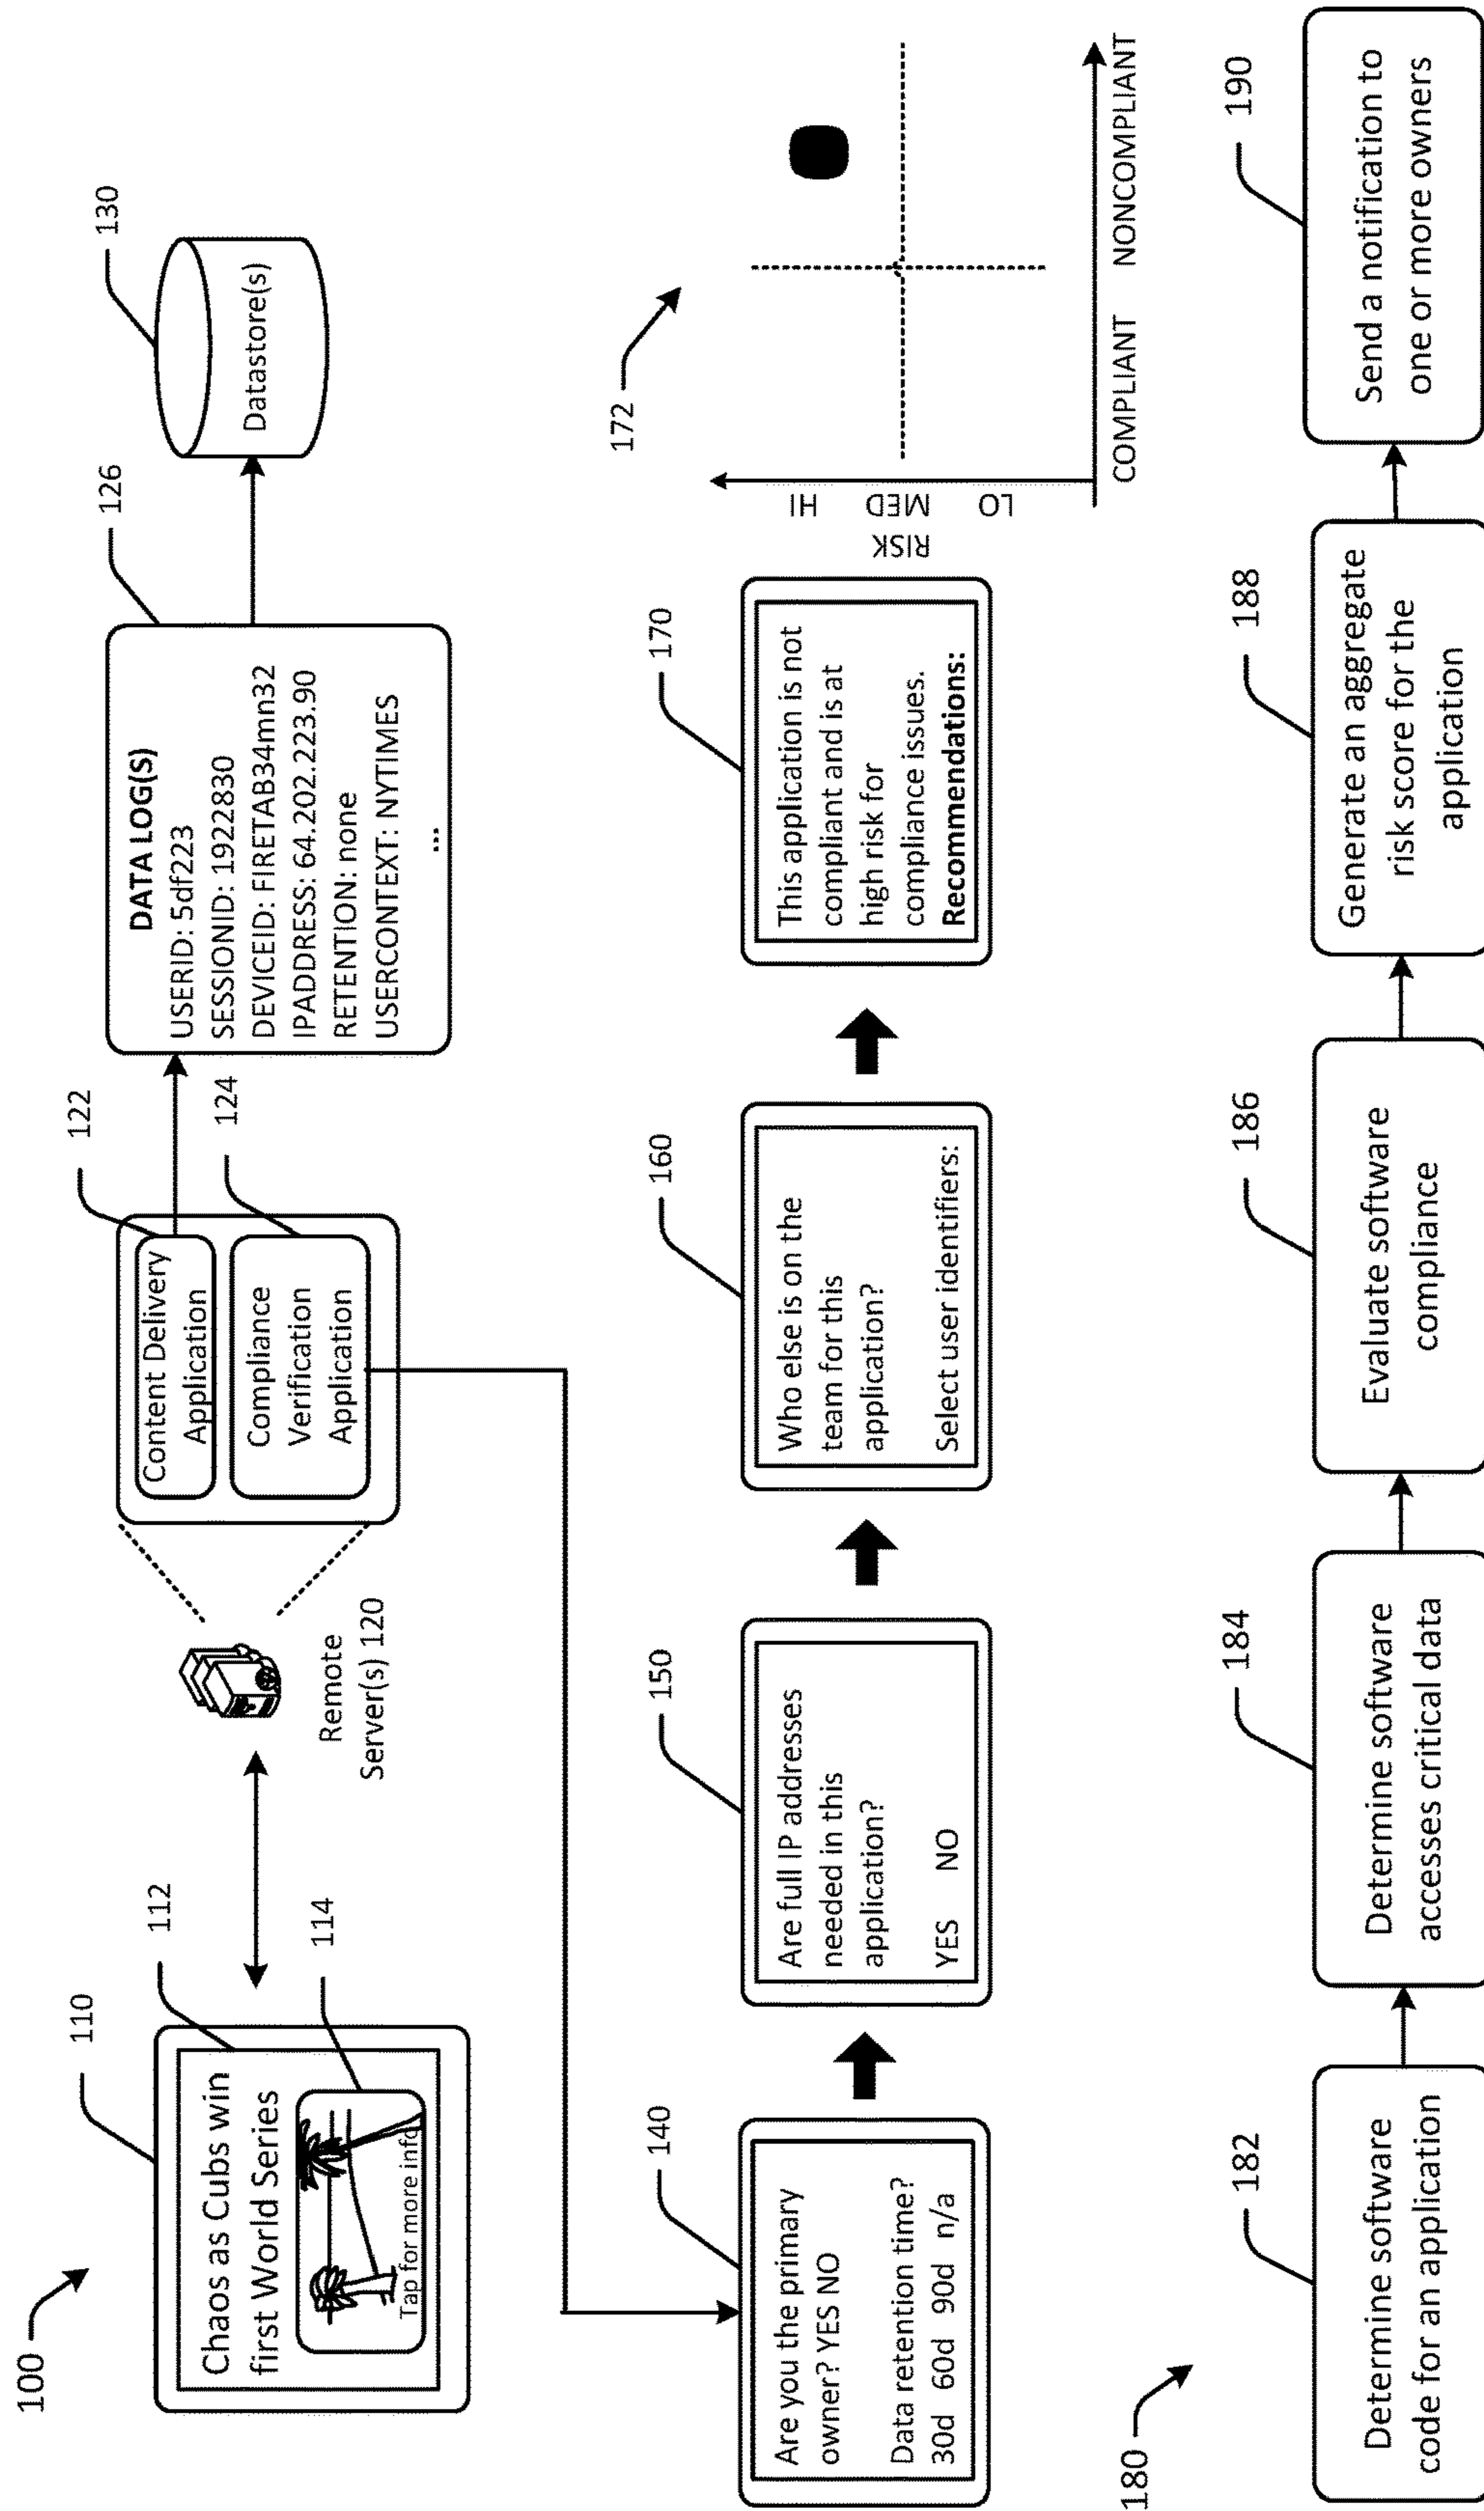 100
110
Chaos as Cubs win
first World Series
112
114
Tap for more info
Remote
Server(s) 120
122
Content Delivery
Application
124
Compliance
Verification
Application
126
DATA LOG(S)
USERID: 5df223
SESSIONID: 1922830
DEVICEID: FIRETAB34mn32
IPADDRESS: 64.202.223.90
RETENTION: none
USERCONTEXT: NYTIMES
...
130
Datastore(s)
140
Are you the primary
owner? YES NO
Data retention time?
30d 60d 90d n/a
150
Are full IP addresses
needed in this
application?
YES NO
160
Who else is on the
team for this
application?
Select user identifiers:
170
This application is not
compliant and is at
high risk for
compliance issues.
Recommendations:
172
RISK
HI
MED
LO
COMPLIANT NONCOMPLIANT
180
182
Determine software
code for an application
184
Determine software
accesses critical data
186
Evaluate software
compliance
188
Generate an aggregate
risk score for the
application
190
Send a notification to
one or more owners